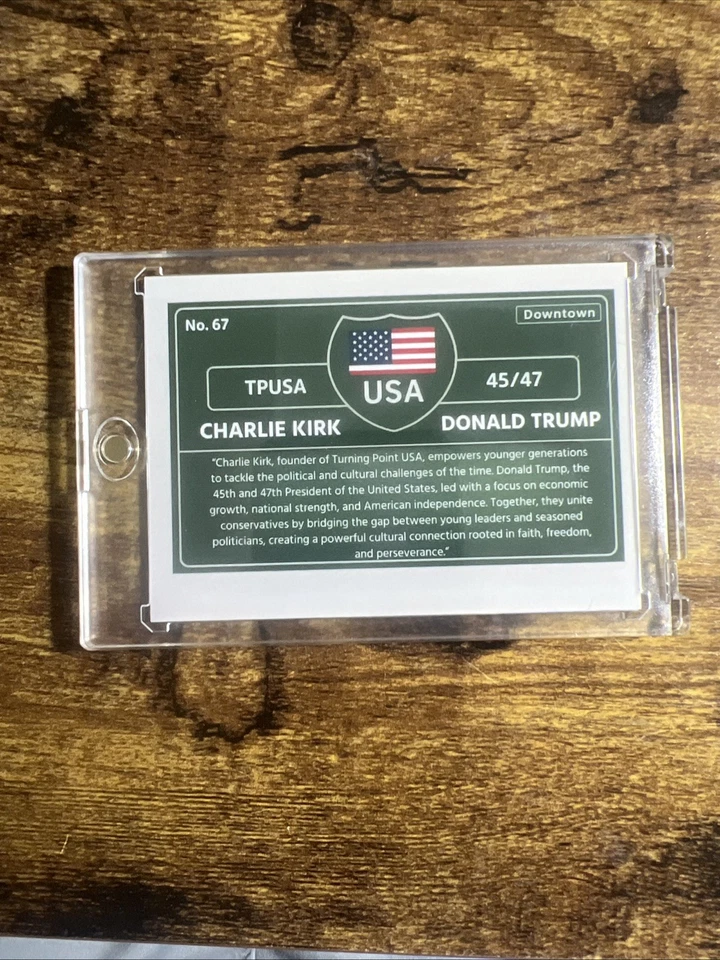 No. 67
Downtown
TPUSA
USA
45/47
CHARLIE KIRK
DONALD TRUMP
"Charlie Kirk, founder of Turning Point USA, empowers younger generations
to tackle the political and cultural challenges of the time. Donald Trump, the
45th and 47th President of the United States, led with a focus on economic
growth, national strength, and American independence. Together, they unite
conservatives by bridging the gap between young leaders and seasoned
politicians, creating a powerful cultural connection rooted in faith, freedom,
and perseverance."